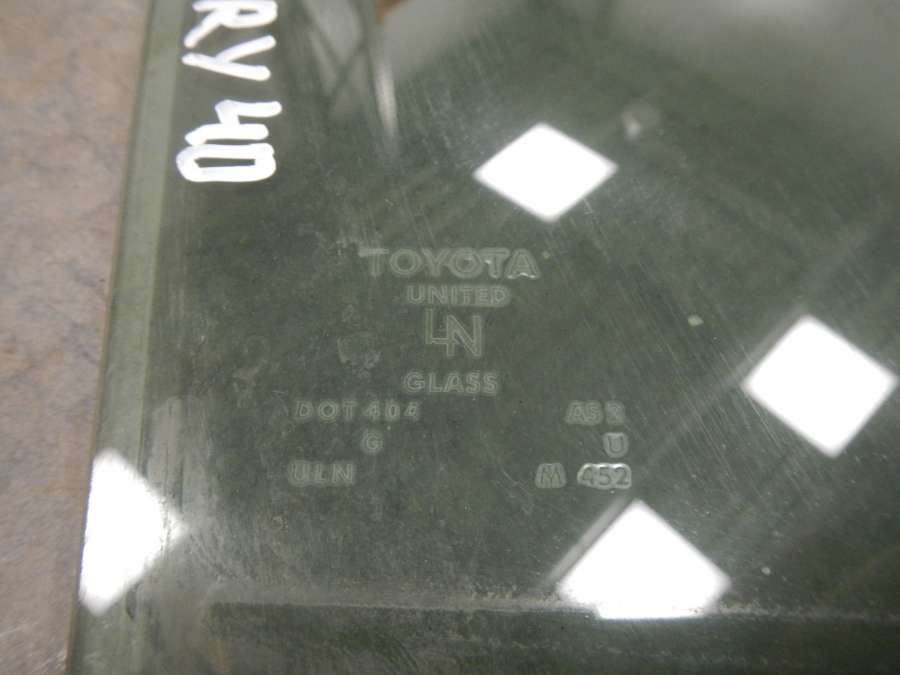 RY 40
TOYOTA
UNITED
LN
GLASS
DOT 404 AS 2
G U
ULN M 452